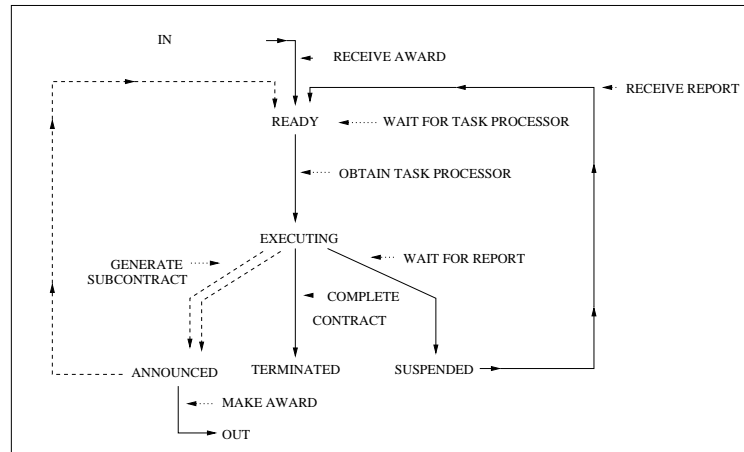 IN
RECEIVE AWARD
RECEIVE REPORT
READY
WAIT FOR TASK PROCESSOR
OBTAIN TASK PROCESSOR
EXECUTING
GENERATE
SUBCONTRACT
WAIT FOR REPORT
COMPLETE
CONTRACT
ANNOUNCED
TERMINATED
SUSPENDED
MAKE AWARD
OUT